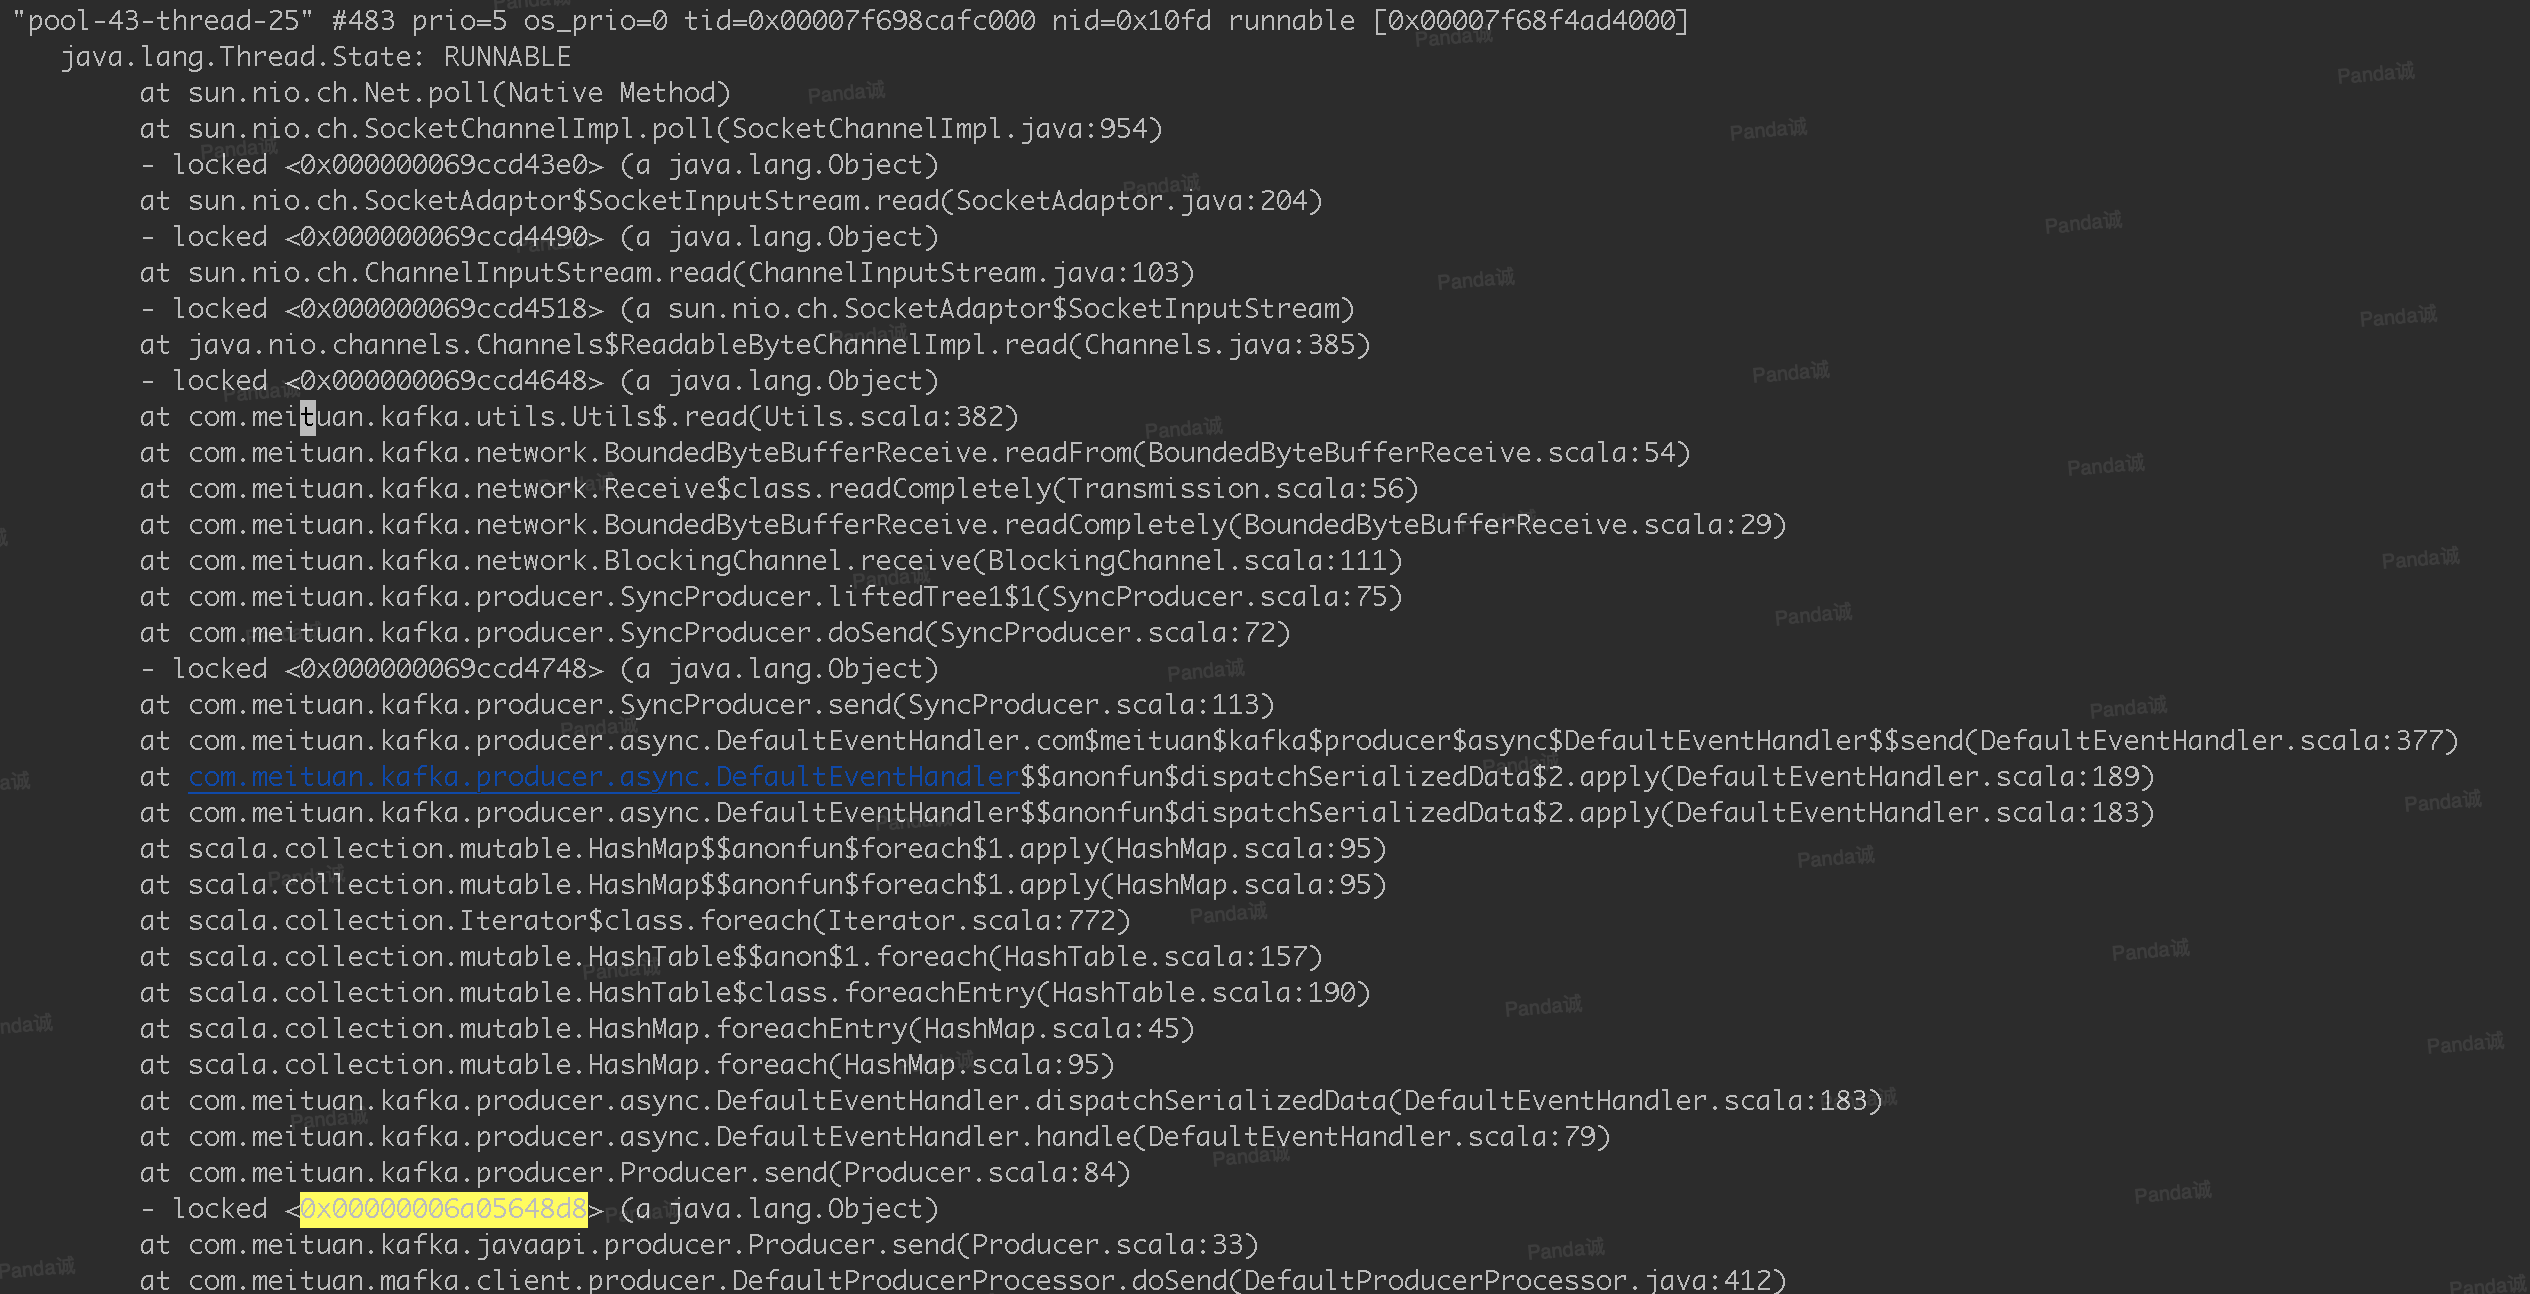 "pool-43-thread-25" #483 prio=5 os_prio=0 tid=0x00007f698cafc000 nid=0x10fd runnable [0x00007f68f4ad4000]
java.lang.Thread.State: RUNNABLE
at sun.nio.ch.Net.poll(Native Method)
at sun.nio.ch.SocketChannelImpl.poll(SocketChannelImpl.java:954)
- locked <0x000000069ccd43e0> (a java.lang.Object)
at sun.nio.ch.SocketAdaptor$SocketInputStream.read(SocketAdaptor.java:204)
- locked <0x000000069ccd4490> (a java.lang.Object)
at sun.nio.ch.ChannelInputStream.read(ChannelInputStream.java:103)
- locked <0x000000069ccd4518> (a sun.nio.ch.SocketAdaptor$SocketInputStream)
at java.nio.channels.Channels$ReadableByteChannelImpl.read(Channels.java:385)
- locked <0x000000069ccd4648> (a java.lang.Object)
at com.meituan.kafka.utils.Utils$.read(Utils.scala:382)
at com.meituan.kafka.network.BoundedByteBufferReceive.readFrom(BoundedByteBufferReceive.scala:54)
at com.meituan.kafka.network.Receive$class.readCompletely(Transmission.scala:56)
at com.meituan.kafka.network.BoundedByteBufferReceive.readCompletely(BoundedByteBufferReceive.scala:29)
at com.meituan.kafka.network.BlockingChannel.receive(BlockingChannel.scala:111)
at com.meituan.kafka.producer.SyncProducer.liftedTree1$1(SyncProducer.scala:75)
at com.meituan.kafka.producer.SyncProducer.doSend(SyncProducer.scala:72)
- locked <0x000000069ccd4748> (a java.lang.Object)
at com.meituan.kafka.producer.SyncProducer.send(SyncProducer.scala:113)
at com.meituan.kafka.producer.async.DefaultEventHandler.com$meituan$kafka$producer$async$DefaultEventHandler$$send(DefaultEventHandler.scala:377)
at com.meituan.kafka.producer.async.DefaultEventHandler$$anonfun$dispatchSerializedData$2.apply(DefaultEventHandler.scala:189)
at com.meituan.kafka.producer.async.DefaultEventHandler$$anonfun$dispatchSerializedData$2.apply(DefaultEventHandler.scala:183)
at scala.collection.mutable.HashMap$$anonfun$foreach$1.apply(HashMap.scala:95)
at scala.collection.mutable.HashMap$$anonfun$foreach$1.apply(HashMap.scala:95)
at scala.collection.Iterator$class.foreach(Iterator.scala:772)
at scala.collection.mutable.HashTable$$anon$1.foreach(HashTable.scala:157)
at scala.collection.mutable.HashTable$class.foreachEntry(HashTable.scala:190)
at scala.collection.mutable.HashMap.foreachEntry(HashMap.scala:45)
at scala.collection.mutable.HashMap.foreach(HashMap.scala:95)
at com.meituan.kafka.producer.async.DefaultEventHandler.dispatchSerializedData(DefaultEventHandler.scala:183)
at com.meituan.kafka.producer.async.DefaultEventHandler.handle(DefaultEventHandler.scala:79)
at com.meituan.kafka.producer.Producer.send(Producer.scala:84)
- locked <0x00000006a05648d8> (a java.lang.Object)
at com.meituan.kafka.javaapi.producer.Producer.send(Producer.scala:33)
at com.meituan.mafka.client.producer.DefaultProducerProcessor.doSend(DefaultProducerProcessor.java:412)
Panda诚